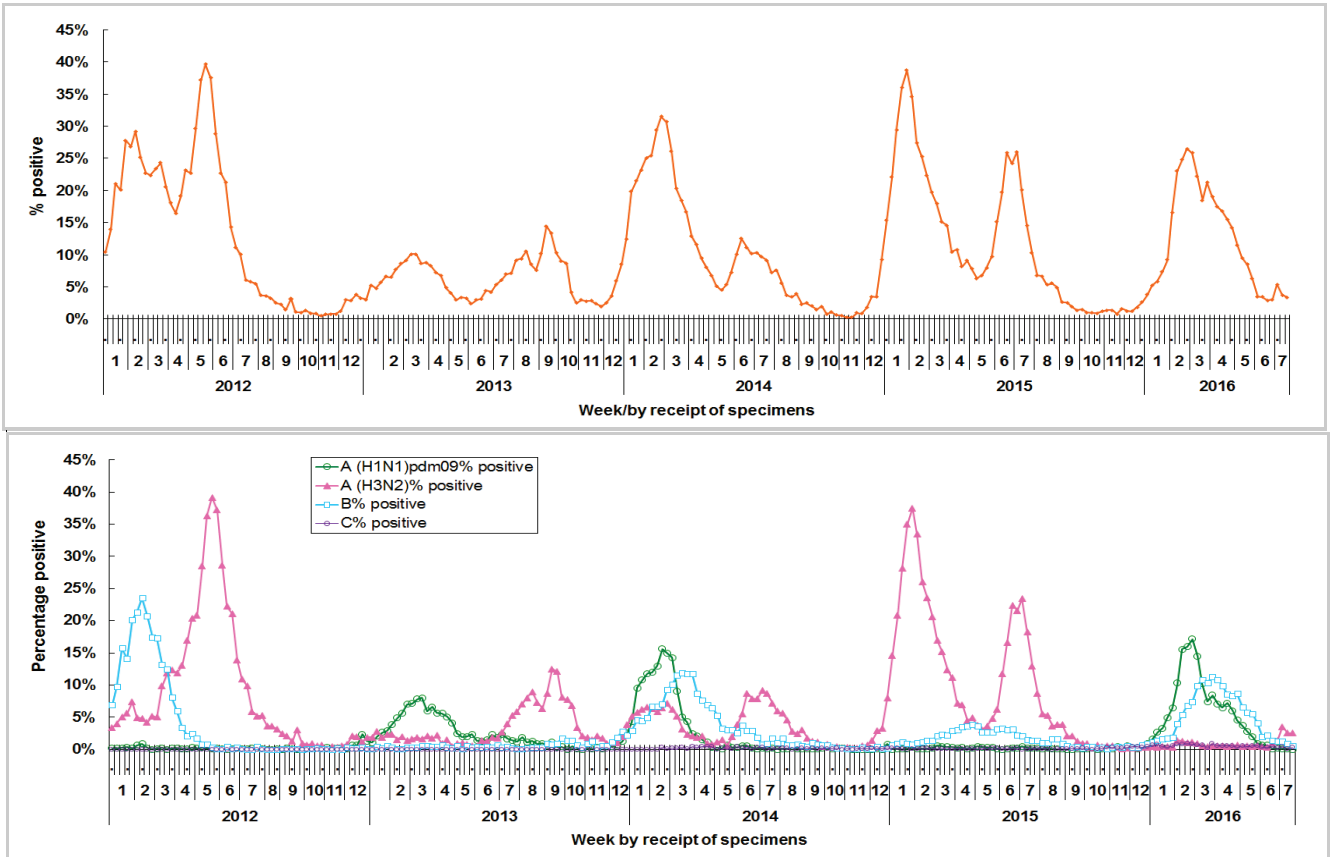 45%
40%
35%
30%
25%
20%
15%
10%
5%
0%
% positive
1 2 3 4 5 6 7 8 9 10 11 12 2 3 4 5 6 7 8 9 10 11 12 1 2 3 4 5 6 7 8 9 10 11 12 1 2 3 4 5 6 7 8 9 10 11 12 1 2 3 4 5 6 7
2012 2013 2014 2015 2016
Week/by receipt of specimens
45%
40%
35%
30%
25%
20%
15%
10%
5%
0%
Percentage positive
A (H1N1)pdm09% positive
A (H3N2)% positive
B% positive
C% positive
1 2 3 4 5 6 7 8 9 10 11 12 2 3 4 5 6 7 8 9 10 11 12 1 2 3 4 5 6 7 8 9 10 11 12 1 2 3 4 5 6 7 8 9 10 11 12 1 2 3 4 5 6 7
2012 2013 2014 2015 2016
Week by receipt of specimens